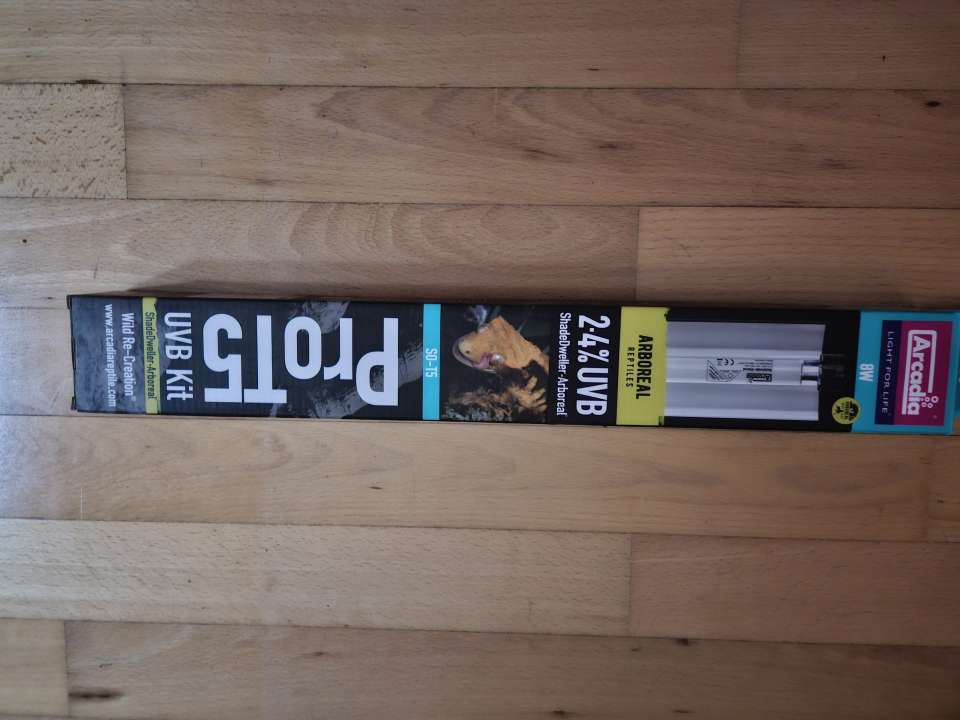 Arcadia
LIGHT FOR LIFE
8W
ARBOREAL
REPTILES
2-4% UVB
ShadeDweller-Arboreal
SD-T5
ProT5
UVB Kit
ShadeDweller-Arboreal
Wild Re-Creation
www.arcadiareptile.com